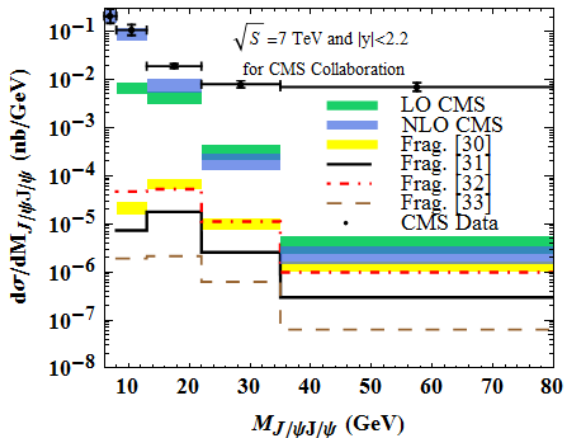 √S =7 TeV and |y|<2.2
for CMS Collaboration
LO CMS
NLO CMS
Frag. [30]
Frag. [31]
Frag. [32]
Frag. [33]
CMS Data
dσ/dM_{J/ψJ/ψ} (nb/GeV)
10^{-1}
10^{-2}
10^{-3}
10^{-4}
10^{-5}
10^{-6}
10^{-7}
10^{-8}
10 20 30 40 50 60 70 80
M_{J/ψJ/ψ} (GeV)